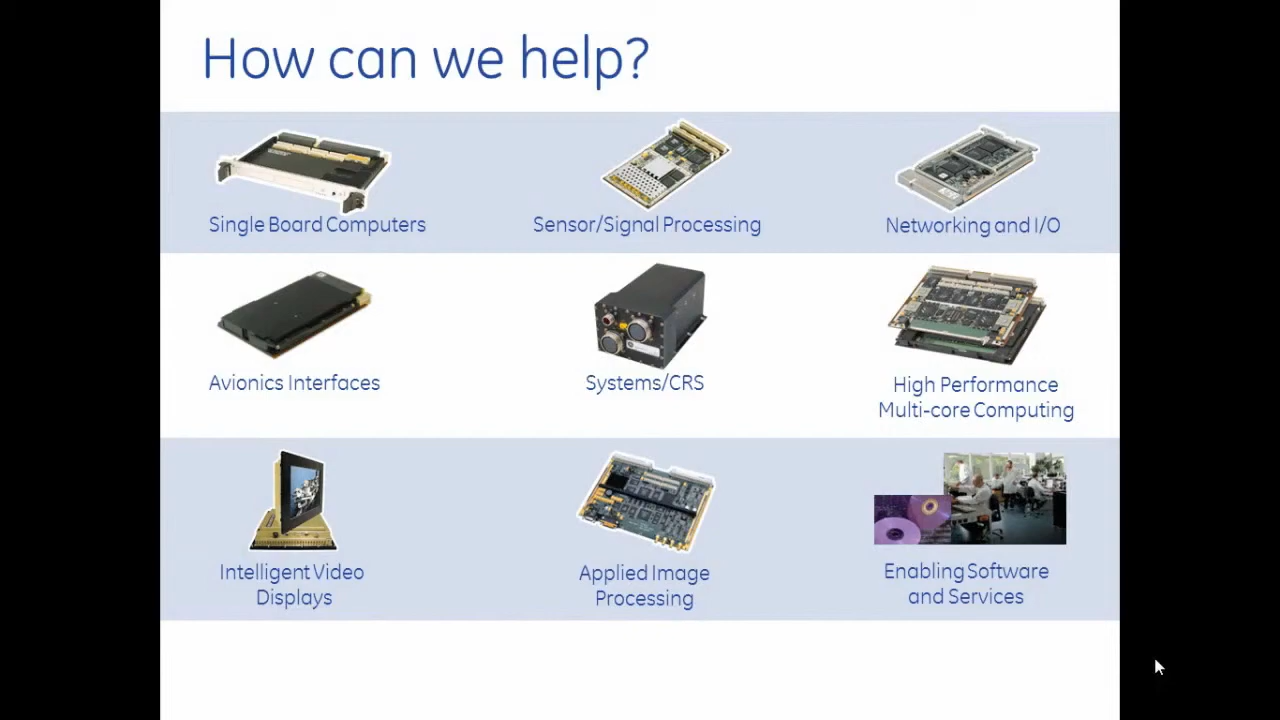 How can we help?
Single Board Computers
Sensor/Signal Processing
Networking and I/O
Avionics Interfaces
Systems/CRS
High Performance
Multi-core Computing
Intelligent Video
Displays
Applied Image
Processing
Enabling Software
and Services